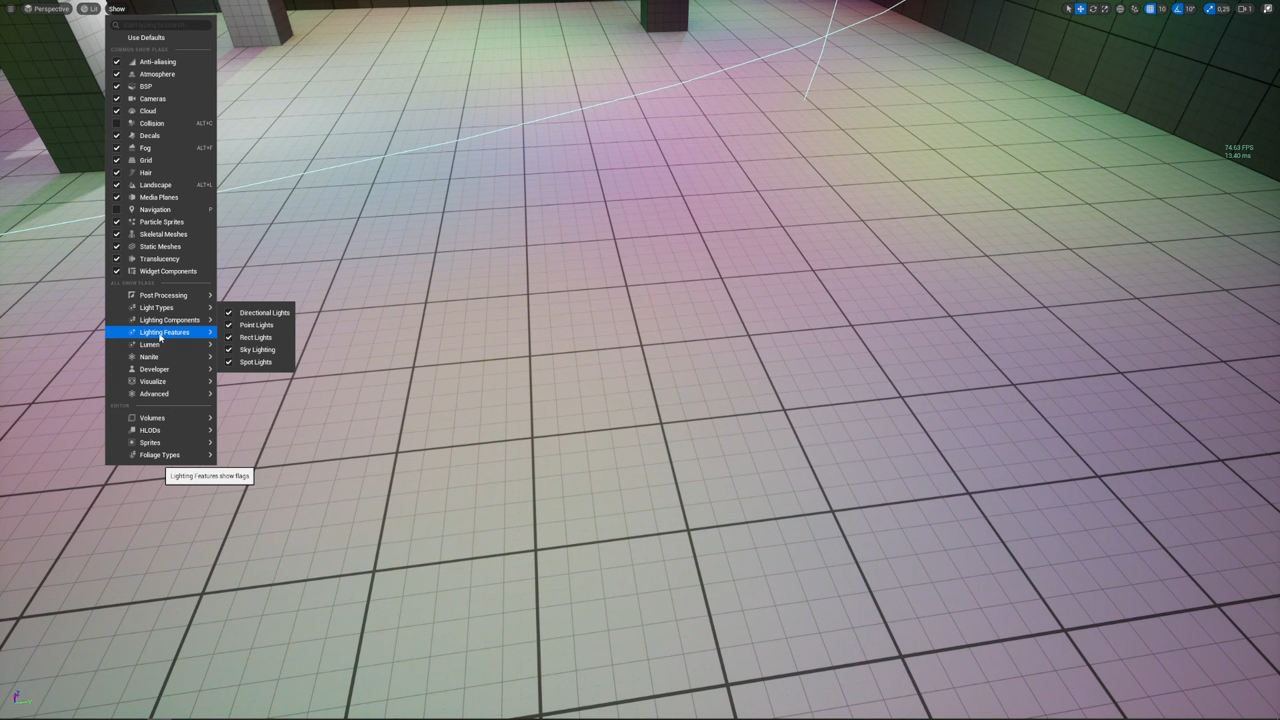 Perspective Lit Show 10 10° 0,25 1
Use Defaults
COMMON SHOW FLAGS
Anti-aliasing
Atmosphere
BSP
Cameras
Cloud
Collision ALT+C
Decals
Fog ALT+F
Grid
Hair
Landscape ALT+L
Media Planes
Navigation P
Particle Sprites
Skeletal Meshes
Static Meshes
Translucency
Widget Components
ALL SHOW FLAGS
Post Processing
Light Types
Lighting Components
Lighting Features
Lumen
Nanite
Developer
Visualize
Advanced
EDITOR
Volumes
HLODs
Sprites
Foliage Types
Directional Lights
Point Lights
Rect Lights
Sky Lighting
Spot Lights
Lighting Features show flags
74.63 FPS
13.40 ms